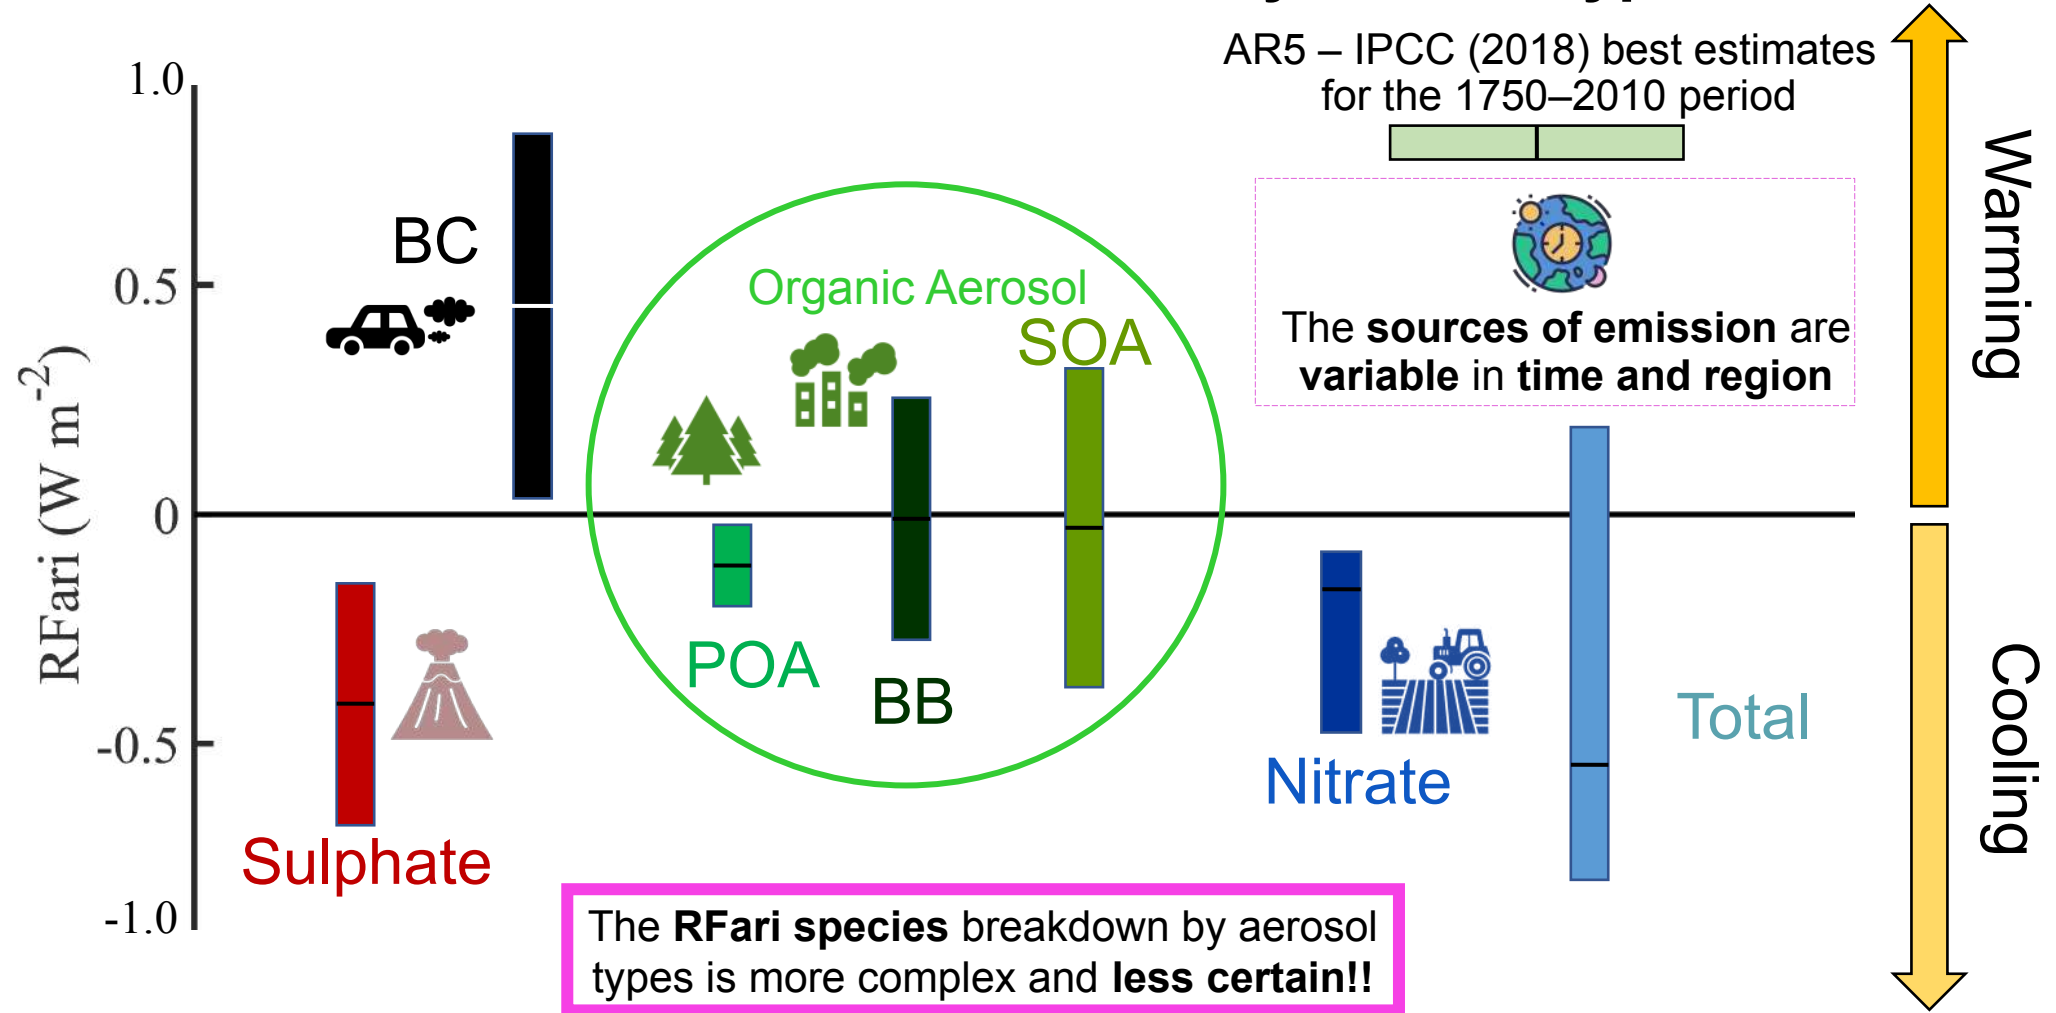 AR5 – IPCC (2018) best estimates
for the 1750–2010 period
1.0
0.5
0
-0.5
-1.0
RFari (W m-2)
BC
Organic Aerosol
SOA
The sources of emission are
variable in time and region
Warming
POA
BB
Sulphate
Nitrate
Total
Cooling
The RFari species breakdown by aerosol
types is more complex and less certain!!